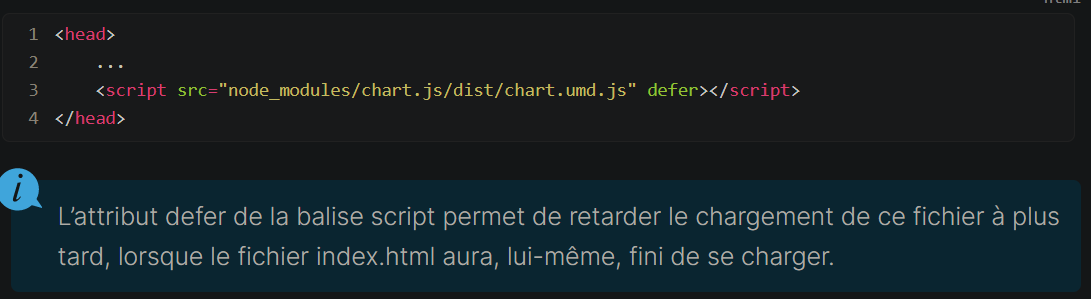 html
1 <head>
2     ...
3     <script src="node_modules/chart.js/dist/chart.umd.js" defer></script>
4 </head>
i
L’attribut defer de la balise script permet de retarder le chargement de ce fichier à plus
tard, lorsque le fichier index.html aura, lui-même, fini de se charger.